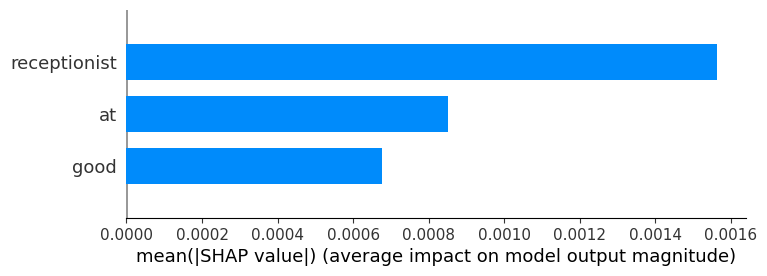 receptionist
at
good
0.0000 0.0002 0.0004 0.0006 0.0008 0.0010 0.0012 0.0014 0.0016
mean(|SHAP value|) (average impact on model output magnitude)